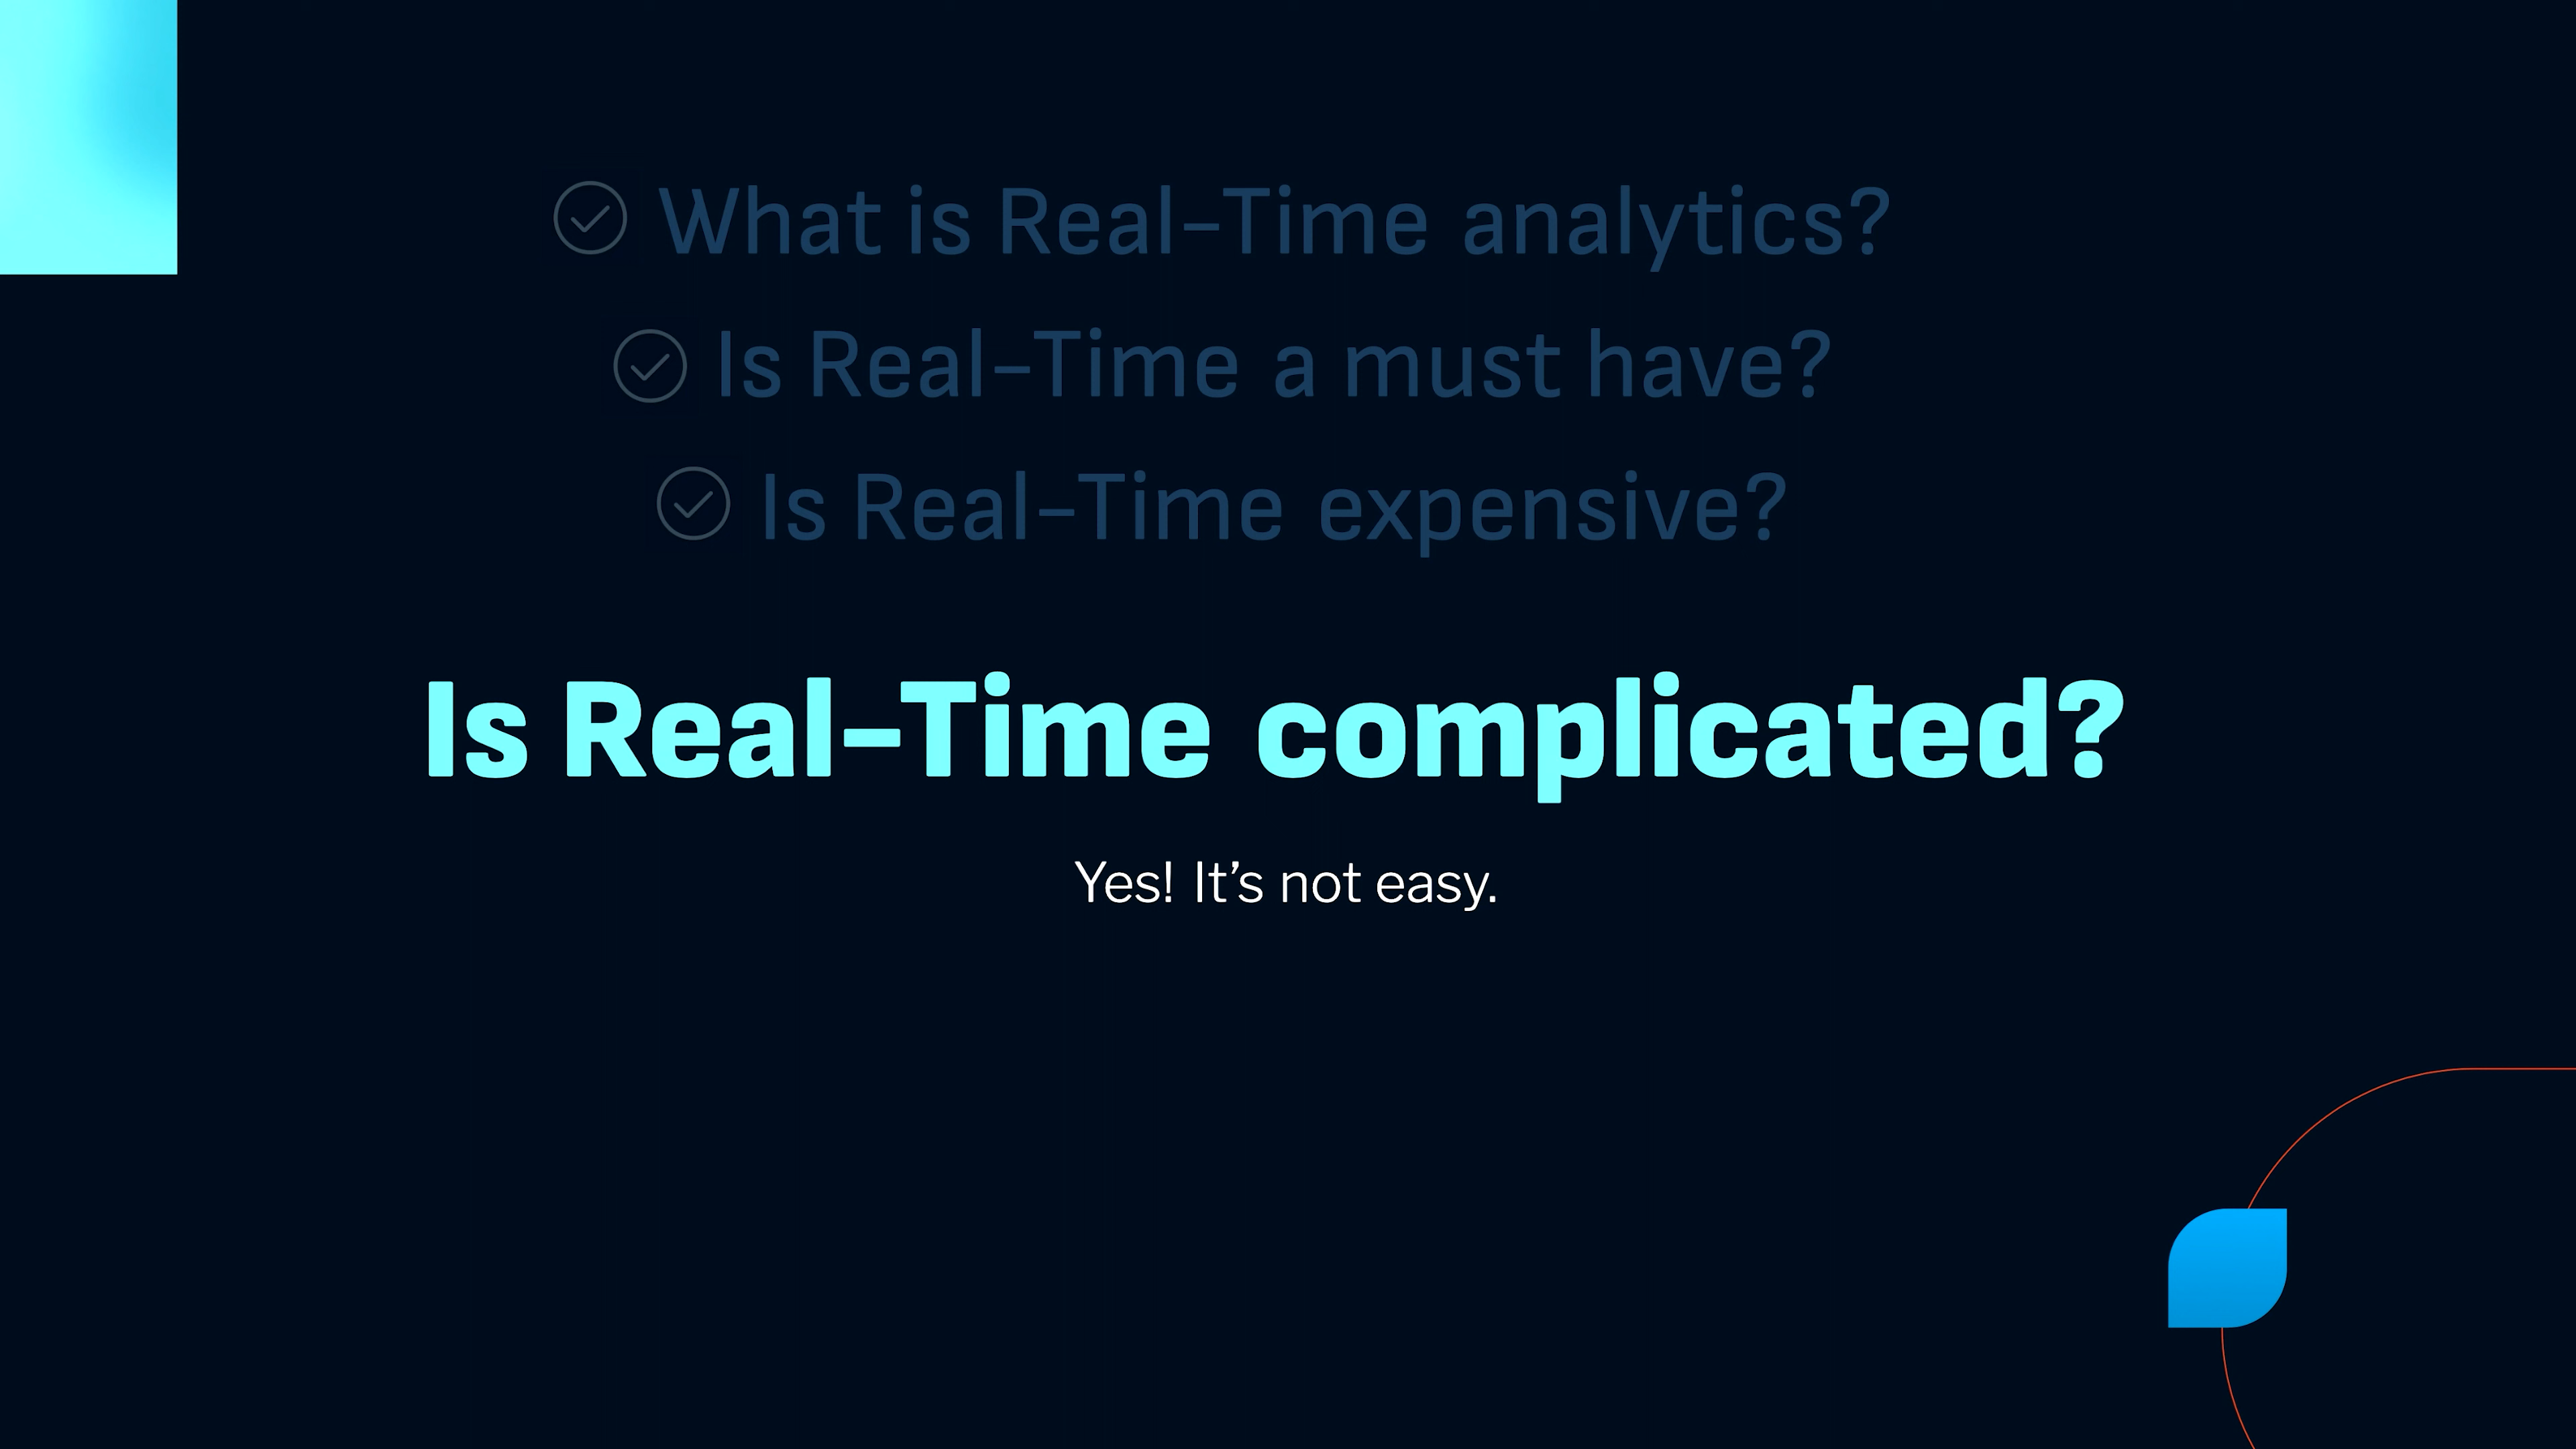 What is Real-Time analytics?
Is Real-Time a must have?
Is Real-Time expensive?
Is Real-Time complicated?
Yes! It’s not easy.